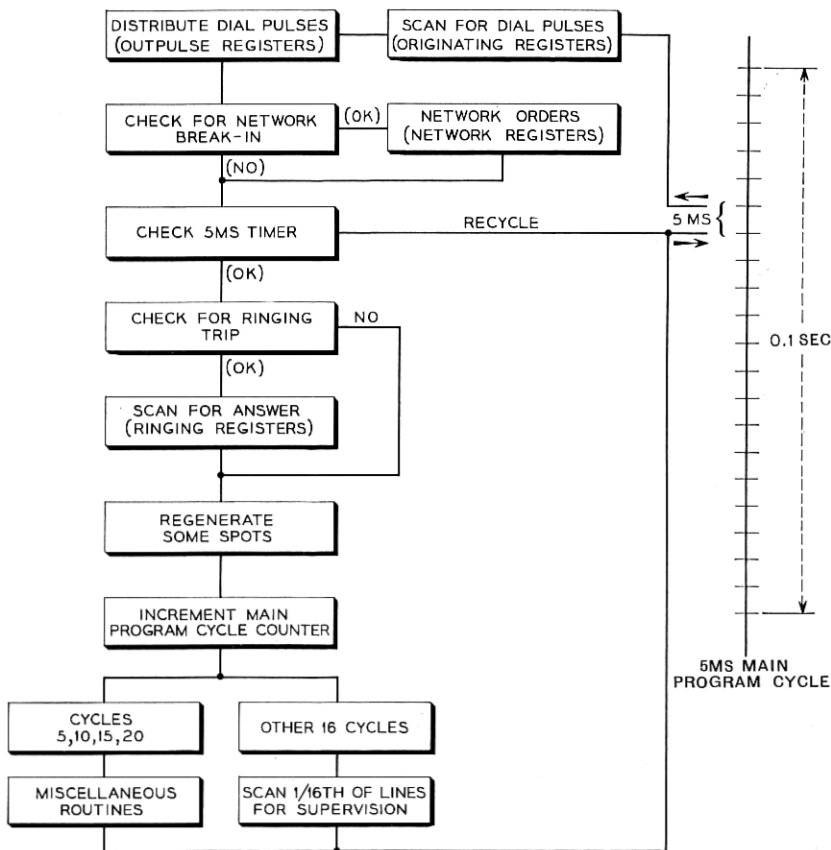 DISTRIBUTE DIAL PULSES
(OUTPULSE REGISTERS)
SCAN FOR DIAL PULSES
(ORIGINATING REGISTERS)
CHECK FOR NETWORK
BREAK-IN
(OK)
NETWORK ORDERS
(NETWORK REGISTERS)
(NO)
CHECK 5MS TIMER
RECYCLE
5 MS
(OK)
CHECK FOR RINGING
TRIP
NO
0.1 SEC
(OK)
SCAN FOR ANSWER
(RINGING REGISTERS)
REGENERATE
SOME SPOTS
INCREMENT MAIN
PROGRAM CYCLE COUNTER
5MS MAIN
PROGRAM CYCLE
CYCLES
5,10,15,20
OTHER 16 CYCLES
MISCELLANEOUS
ROUTINES
SCAN 1/16TH OF LINES
FOR SUPERVISION